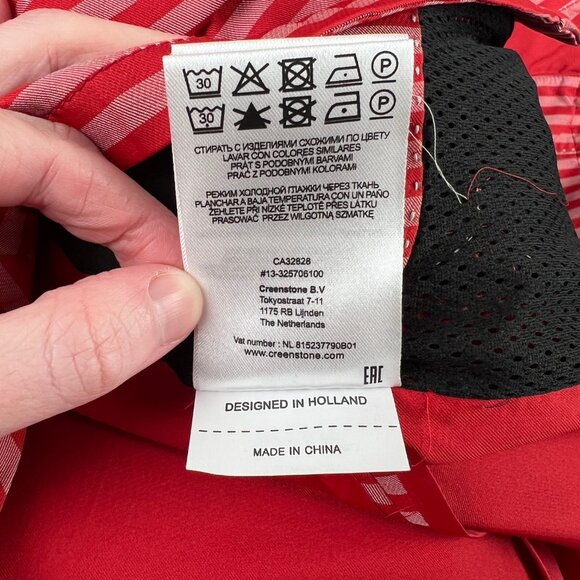 30 P
30 P
СТИРАТЬ С ИЗДЕЛИЯМИ СХОЖИМИ ПО ЦВЕТУ
LAVAR CON COLORES SIMILARES
PRÁT S PODOBNÝMI BARVAMI
PRAĆ Z PODOBNYMI KOLORAMI
РЕЖИМ ХОЛОДНОЙ ГЛАЖКИ ЧЕРЕЗ ТКАНЬ
PLANCHAR A BAJA TEMPERATURA CON UN PAÑO
ŽEHLETE PŘI NÍZKÉ TEPLOTĚ PŘES LÁTKU
PRASOWAĆ PRZEZ WILGOTNĄ SZMATKĘ
CA32828
#13-325706100
Creenstone B.V
Tokyostraat 7-11
1175 RB Lijnden
The Netherlands
Vat number : NL 815237790B01
www.creenstone.com
EAC
DESIGNED IN HOLLAND
MADE IN CHINA